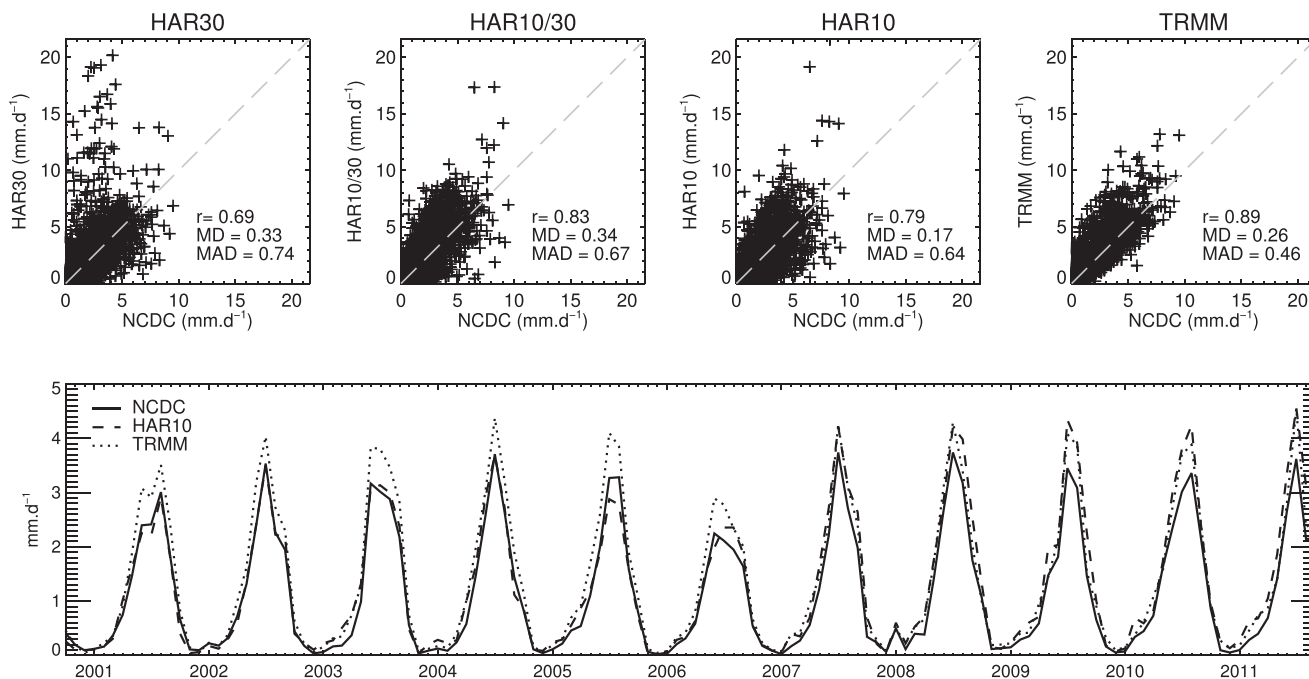 HAR30
HAR10/30
HAR10
TRMM
20
15
10
5
0
HAR30 (mm.d⁻¹)
r= 0.69
MD = 0.33
MAD = 0.74
0 5 10 15 20
NCDC (mm.d⁻¹)
20
15
10
5
0
HAR10/30 (mm.d⁻¹)
r= 0.83
MD = 0.34
MAD = 0.67
0 5 10 15 20
NCDC (mm.d⁻¹)
20
15
10
5
0
HAR10 (mm.d⁻¹)
r= 0.79
MD = 0.17
MAD = 0.64
0 5 10 15 20
NCDC (mm.d⁻¹)
20
15
10
5
0
TRMM (mm.d⁻¹)
r= 0.89
MD = 0.26
MAD = 0.46
0 5 10 15 20
NCDC (mm.d⁻¹)
5
4
3
2
1
0
mm.d⁻¹
NCDC
HAR10
TRMM
2001 2002 2003 2004 2005 2006 2007 2008 2009 2010 2011